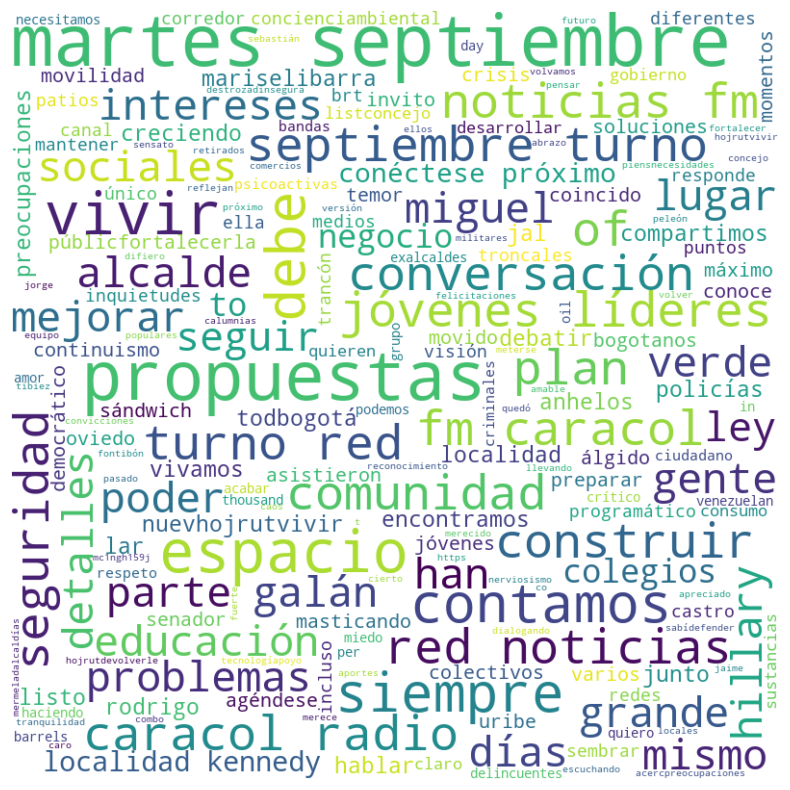 necesitamos
corredor
concienciambiental
futuro
diferentes
martes septiembre
sebastián
day
movilidad
mariselibarra
crisis
volvamos
gobierno
momentos
destrozadinsegura
pensar
patios
intereses
brt
invito
noticias fm
listconcejo
canal
creciendo
bandas
desarrollar
soluciones
fortalecer
mantener
sensato
septiembre turno
ellos
abrazo
hojrutvivir
preocupaciones
sociales
retirados
comercios
piensnecesidades
concejo
conéctese próximo
responde
único
psicoactivas
reflejan
próximo
vivir
debe
temor
versión
miguel
coincido
lugar
ella
medios
of
peleón
públicfortalecerla
negocio
militares
jal
compartimos
difiero
alcalde
trancón
exalcaldes
troncales
puntos
conversación
to
máximo
jorge
inquietudes
felicitaciones
volver
conoce
mejorar
calumnias
jóvenes líderes
oil
equipo
populares
seguir
grupo
movido
debatir
bogotanos
continuismo
quieren
visión
meterse
verde
amor
propuestas
plan
tibiez
democrático
criminales
amable
policías
convicciones
sándwich
quedó
anhelos
in
todbogotá
podemos
fm caracol
ley
seguridad
oviedo
fontibón
turno red
localidad
álgido
ciudadano
vivamos
reconocimiento
llevando
gente
detalles
pasado
asistieron
preparar
poder
acabar
comunidad
crítico
venezuelan
thousand
programático
consumo
nuevhojrutvivir
caos
t
encontramos
merecido
construir
mc1ngh159j
lar
espacio
jóvenes
https
fortalecer
respeto
cierto
nerviosismo
han
colegios
parte
galán
co
apreciado
contamos
senador
fuerte
masticando
castro
hillary
educación
miedo
dialogando
sabídefender
red noticias
mermeladalcaldías
hojrutdevolverle
tecnologíapoyo
per
aportes
jaime
problemas
incluso
colectivos
varios
junto
sustancias
listo
agéndese
siempre
redes
haciendo
rodrigo
grande
tranquilidad
combo
merece
uribe
quiero
locales
barrels
caracol radio
días
sembrar
mismo
caro
localidad kennedy
hablar
claro
delincuentes
escuchando
acercpreocupaciones